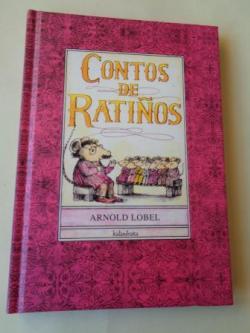 CONTOS
DE
RATIÑOS
ARNOLD LOBEL
kalandraka